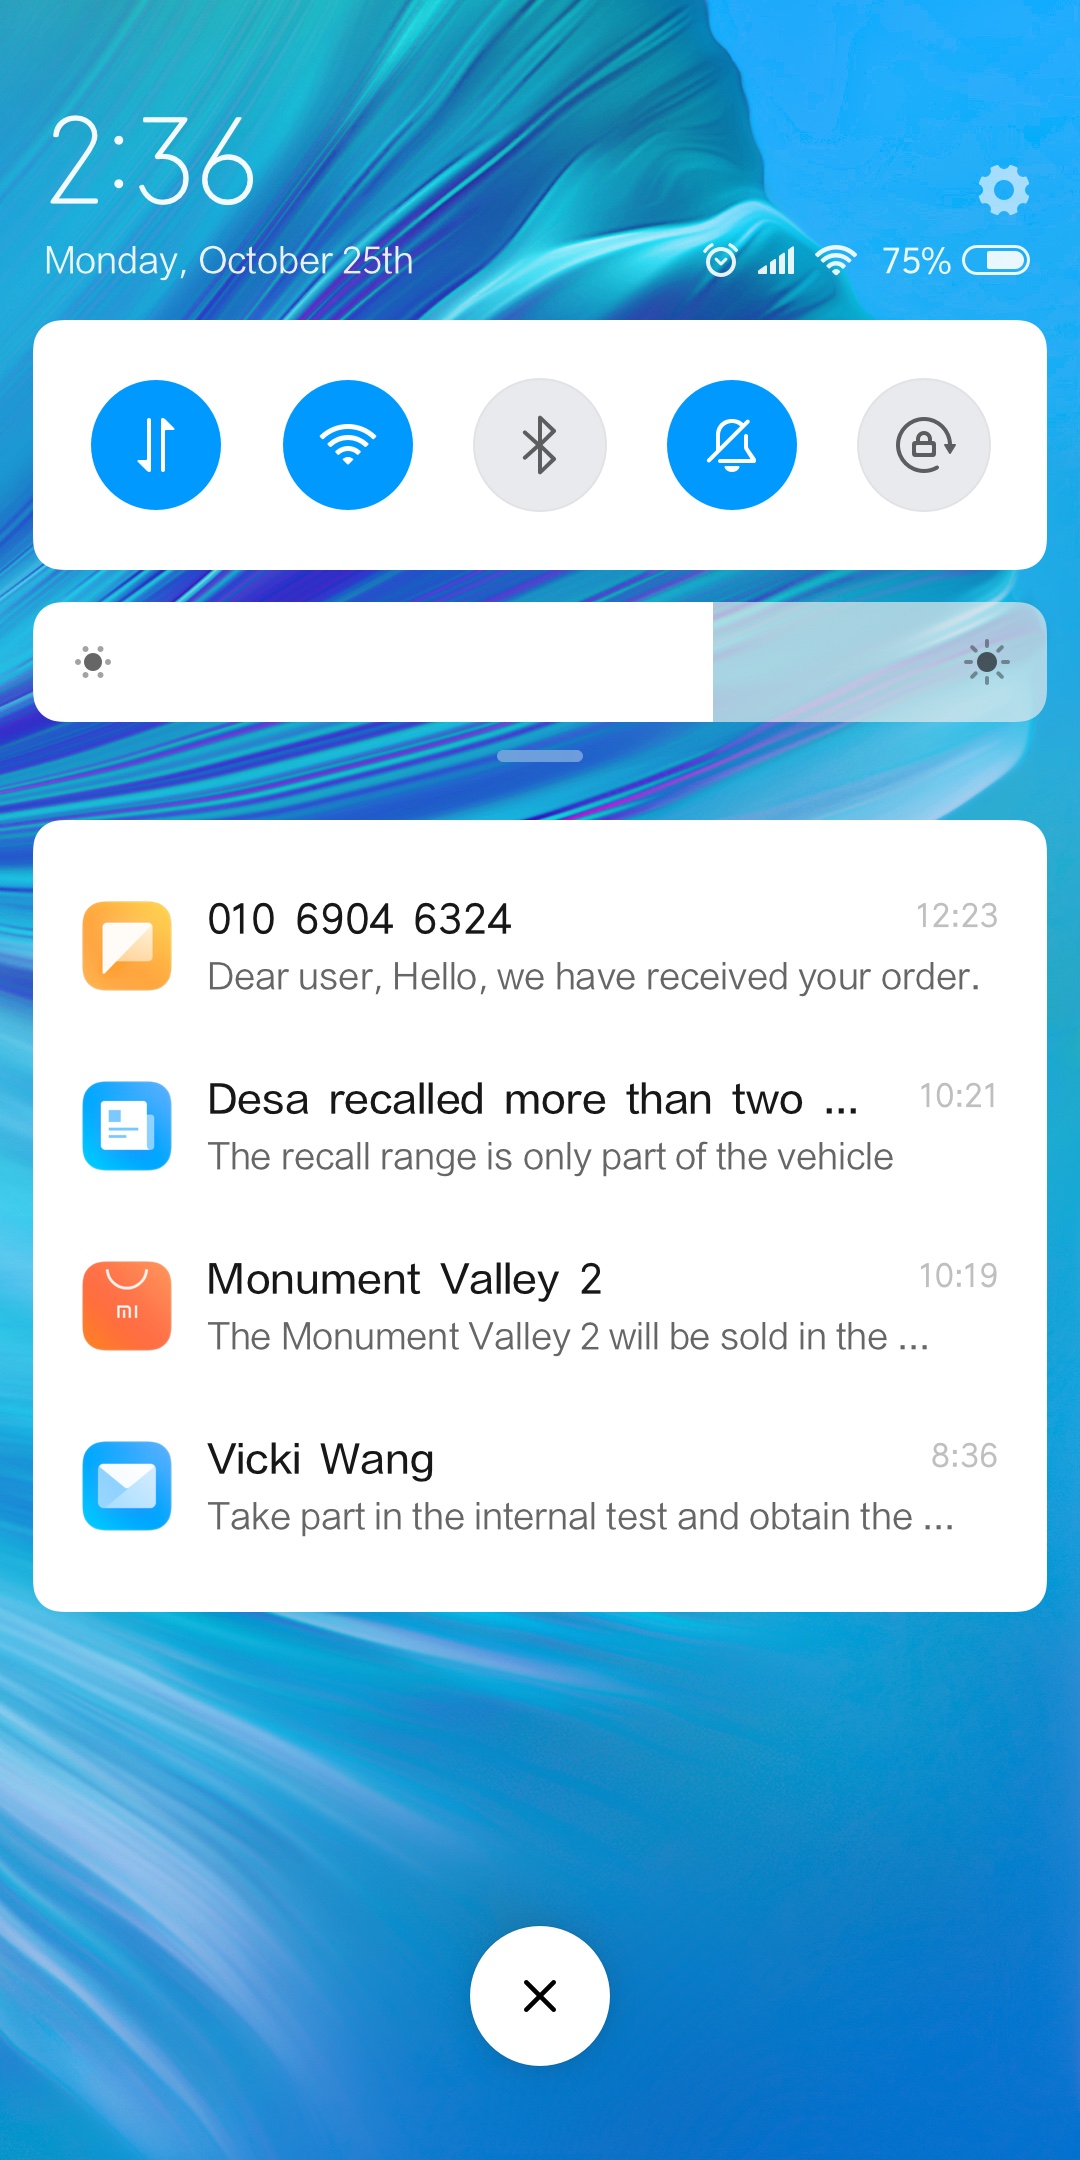 2:36
Monday, October 25th
75%
010 6904 6324
12:23
Dear user, Hello, we have received your order.
Desa recalled more than two ...
10:21
The recall range is only part of the vehicle
MI
Monument Valley 2
10:19
The Monument Valley 2 will be sold in the ...
Vicki Wang
8:36
Take part in the internal test and obtain the ...